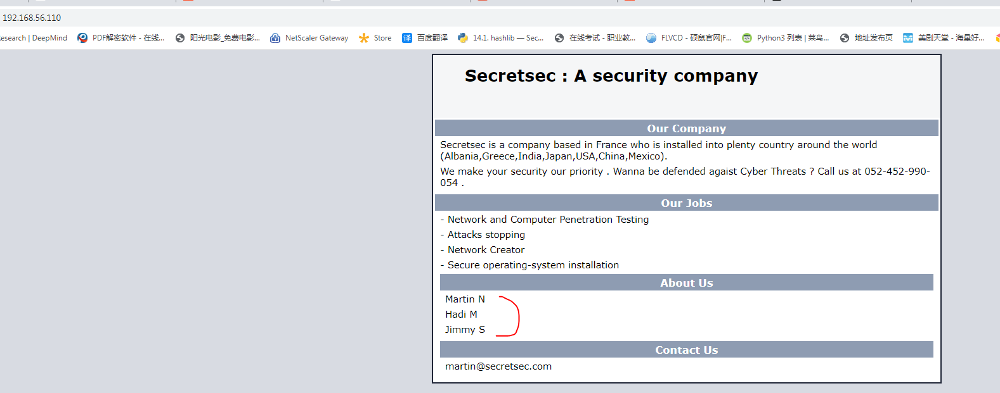 192.168.56.110
esearch | DeepMind PDF解密软件 - 在线... 阳光电影_免费电影... NetScaler Gateway Store 译 百度翻译 14.1. hashlib — Sec... 在线考试 - 职业教... FLVCD - 硕鼠官网|F... Python3 列表 | 菜鸟... 地址发布页 美剧天堂 - 海量好...
Secretsec : A security company
Our Company
Secretsec is a company based in France who is installed into plenty country around the world
(Albania,Greece,India,Japan,USA,China,Mexico).
We make your security our priority . Wanna be defended agaist Cyber Threats ? Call us at 052-452-990-
054 .
Our Jobs
- Network and Computer Penetration Testing
- Attacks stopping
- Network Creator
- Secure operating-system installation
About Us
Martin N
Hadi M
Jimmy S
Contact Us
martin@secretsec.com